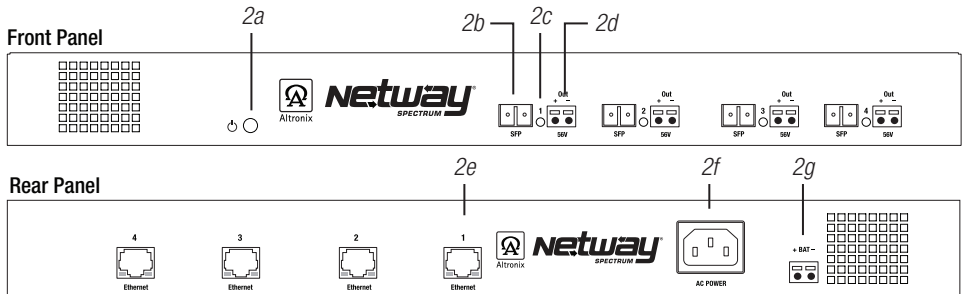 2a 2b 2c 2d
Front Panel
Altronix
Netway
SPECTRUM
1 Out + −
SFP 56V
2 Out + −
SFP 56V
3 Out + −
SFP 56V
4 Out + −
SFP 56V
2e 2f 2g
Rear Panel
4 3 2 1
Ethernet Ethernet Ethernet Ethernet
Altronix
Netway
SPECTRUM
AC POWER
+ BAT −